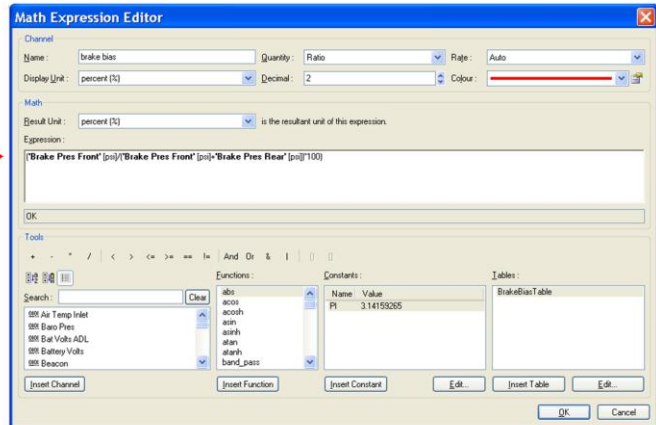 Math Expression Editor
Channel
Name : brake bias Quantity : Ratio Rate : Auto
Display Unit : percent (%) Decimal : 2 Colour :
Math
Result Unit : percent (%) is the resultant unit of this expression.
Expression :
('Brake Pres Front' [psi]/('Brake Pres Front' [psi]+'Brake Pres Rear' [psi])*100)
OK
Tools
+ - * / < > <= >= == != And Or & |
Functions : Constants : Tables :
Search : Clear abs Name Value BrakeBiasTable
acos PI 3.14159265
Air Temp Inlet acosh
Baro Pres asin
Bat Volts ADL asinh
Battery Volts atan
Beacon atanh
band_pass
Insert Channel Insert Function Insert Constant Edit... Insert Table Edit...
OK Cancel